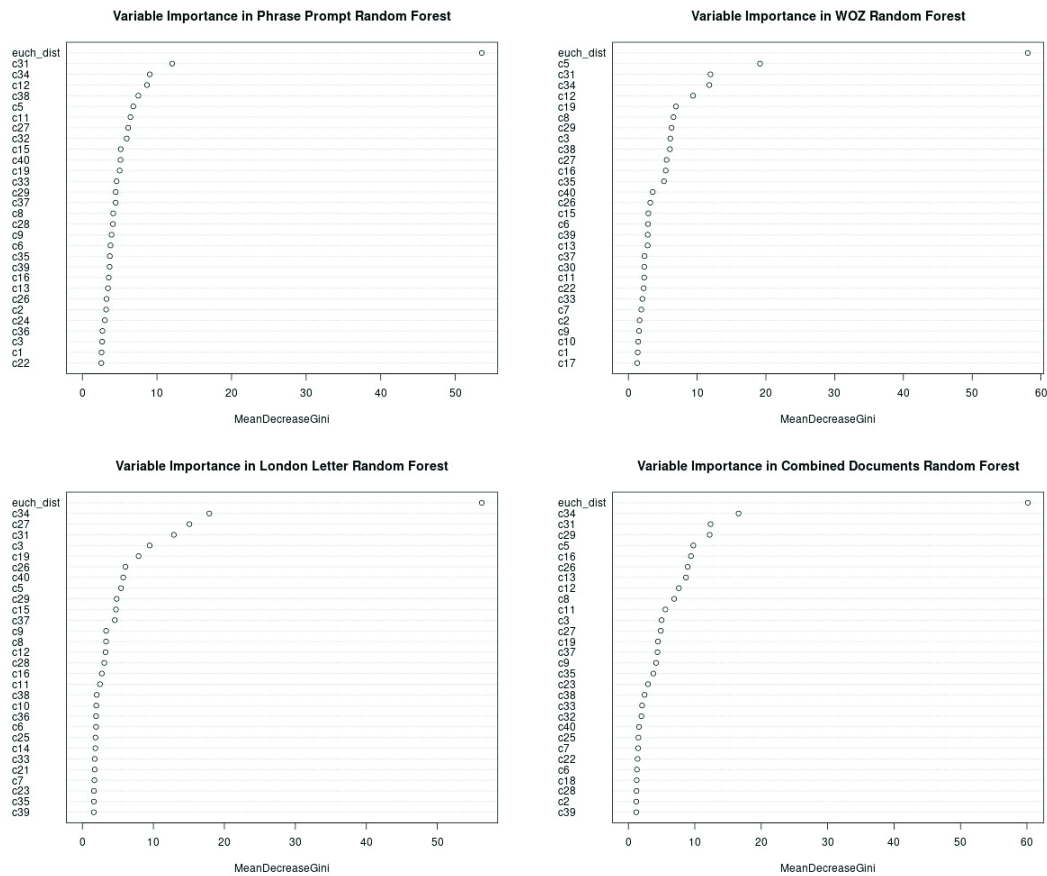 Variable Importance in Phrase Prompt Random Forest
euch_dist
c31
c34
c12
c38
c5
c11
c27
c32
c15
c40
c19
c33
c29
c37
c8
c28
c9
c6
c35
c39
c16
c13
c26
c2
c24
c36
c3
c1
c22
0 10 20 30 40 50
MeanDecreaseGini
Variable Importance in WOZ Random Forest
euch_dist
c5
c31
c34
c12
c19
c8
c29
c3
c38
c27
c16
c35
c40
c26
c15
c6
c39
c13
c37
c30
c11
c22
c33
c7
c2
c9
c10
c1
c17
0 10 20 30 40 50 60
MeanDecreaseGini
Variable Importance in London Letter Random Forest
euch_dist
c34
c27
c31
c3
c19
c26
c40
c5
c29
c15
c37
c9
c8
c12
c28
c16
c11
c38
c10
c36
c6
c25
c14
c33
c21
c7
c23
c35
c39
0 10 20 30 40 50
MeanDecreaseGini
Variable Importance in Combined Documents Random Forest
euch_dist
c34
c31
c29
c5
c16
c26
c13
c12
c8
c11
c3
c27
c19
c37
c9
c35
c23
c38
c33
c32
c40
c25
c7
c22
c6
c18
c28
c2
c39
0 10 20 30 40 50 60
MeanDecreaseGini